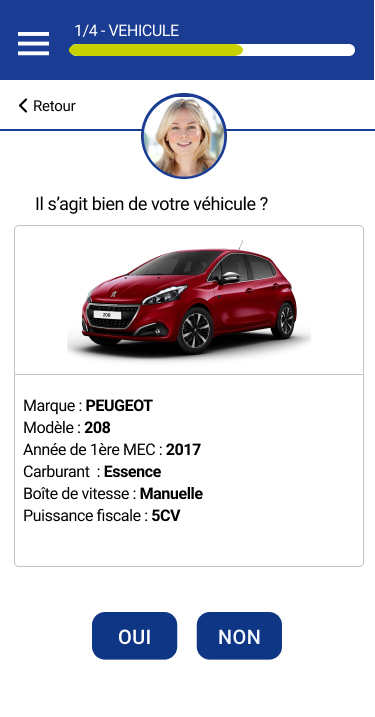 1/4 - VEHICULE
Retour
Il s’agit bien de votre véhicule ?
208
Marque : PEUGEOT
Modèle : 208
Année de 1ère MEC : 2017
Carburant  : Essence
Boîte de vitesse : Manuelle
Puissance fiscale : 5CV
OUI NON